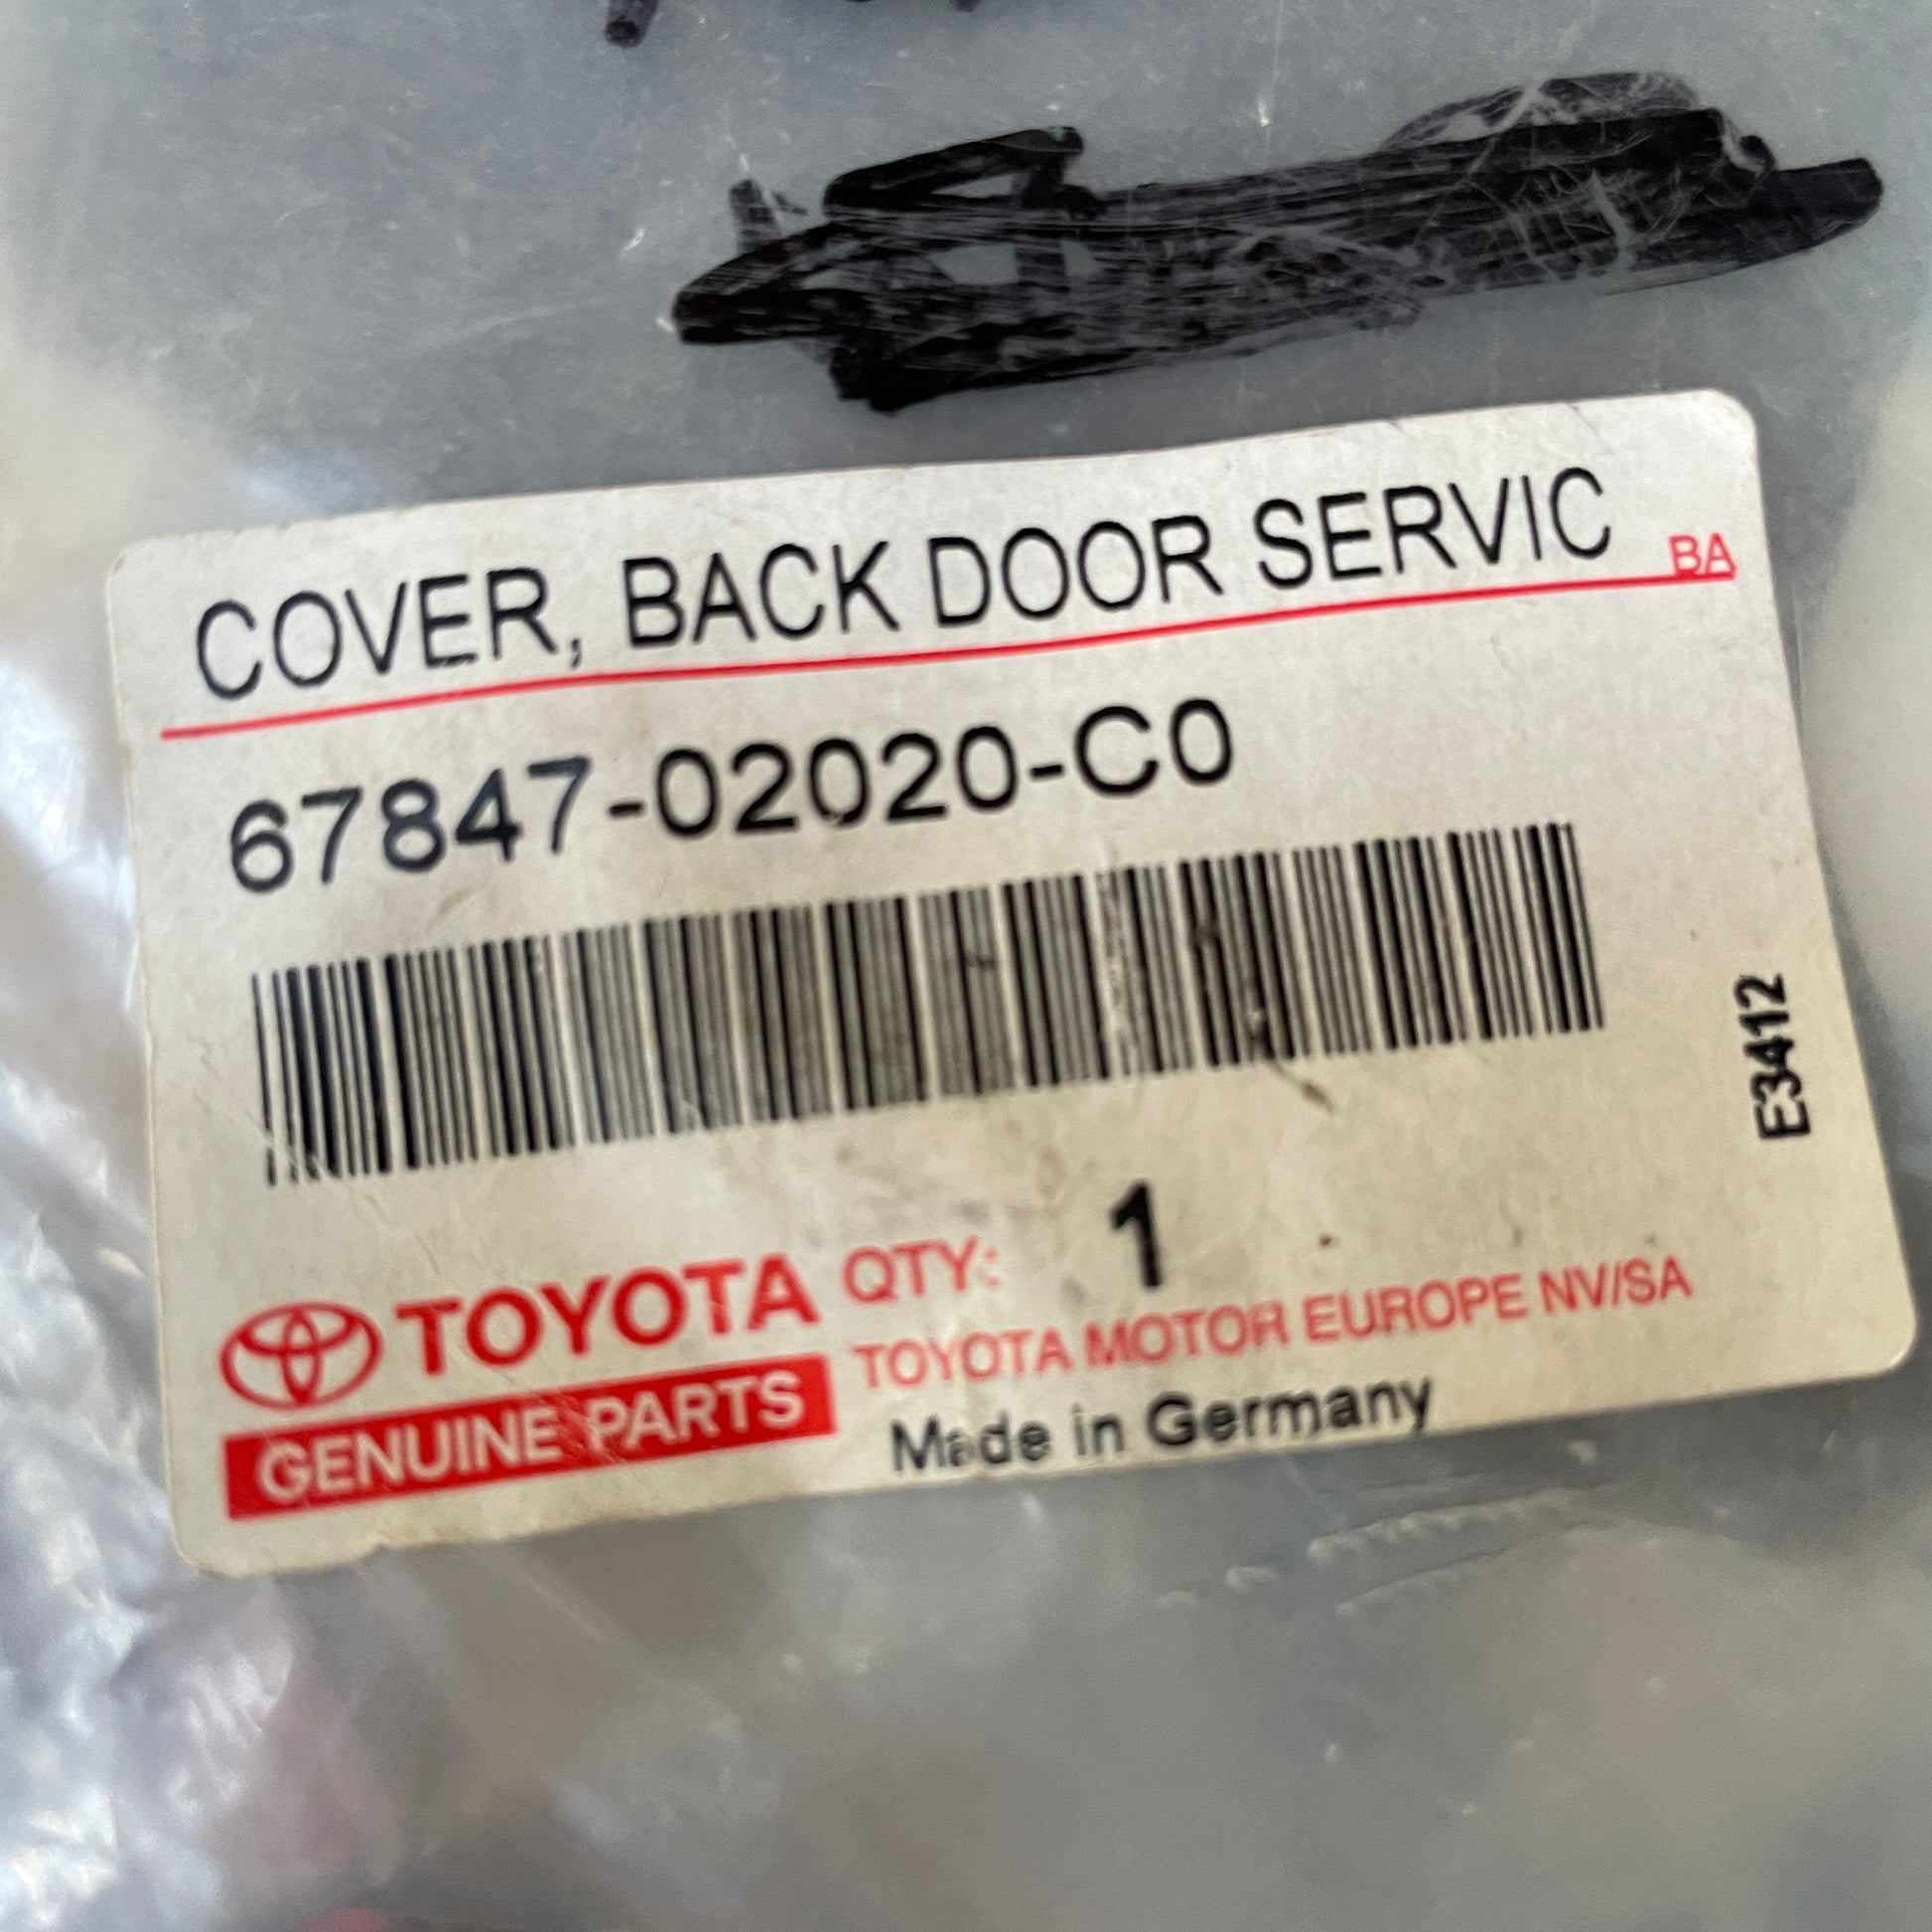 COVER, BACK DOOR SERVIC BA
67847-02020-C0
E3412
QTY: 1
TOYOTA
GENUINE PARTS
TOYOTA MOTOR EUROPE NV/SA
Made in Germany